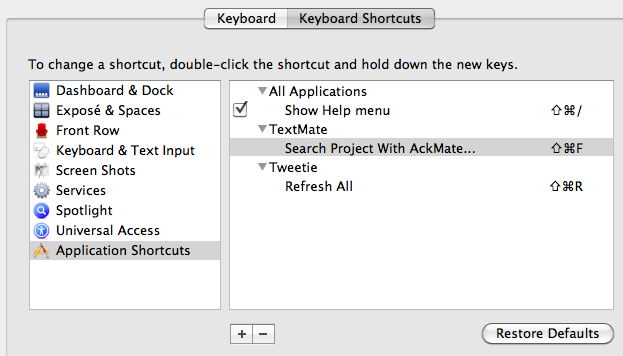 Keyboard Keyboard Shortcuts
To change a shortcut, double-click the shortcut and hold down the new keys.
Dashboard & Dock
Exposé & Spaces
Front Row
Keyboard & Text Input
Screen Shots
Services
Spotlight
Universal Access
Application Shortcuts
All Applications
Show Help menu ⇧⌘/
TextMate
Search Project With AckMate... ⇧⌘F
Tweetie
Refresh All ⇧⌘R
+ −
Restore Defaults